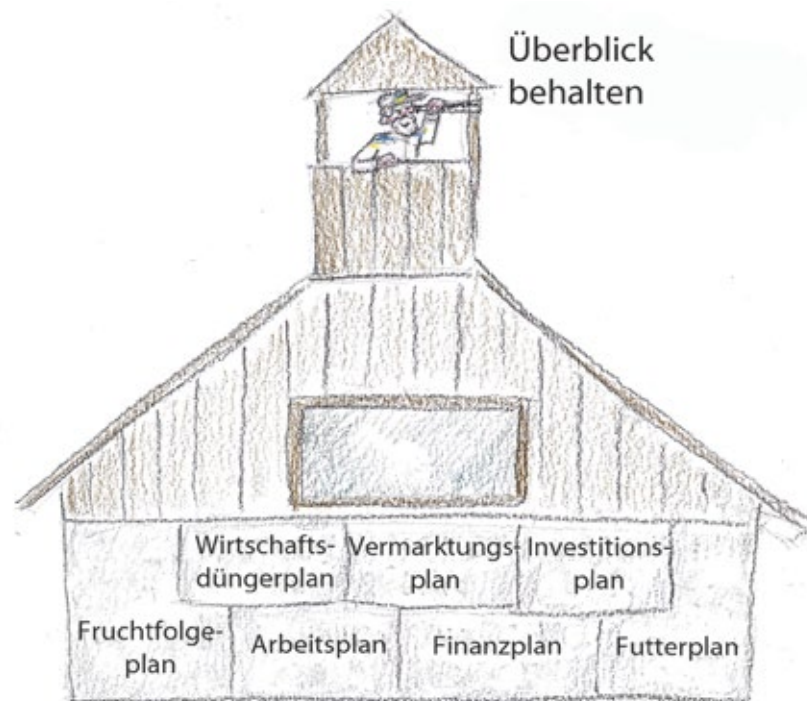 Überblick
behalten
Wirtschafts-
düngerplan
Vermarktungs-
plan
Investitions-
plan
Fruchtfolge-
plan
Arbeitsplan
Finanzplan
Futterplan